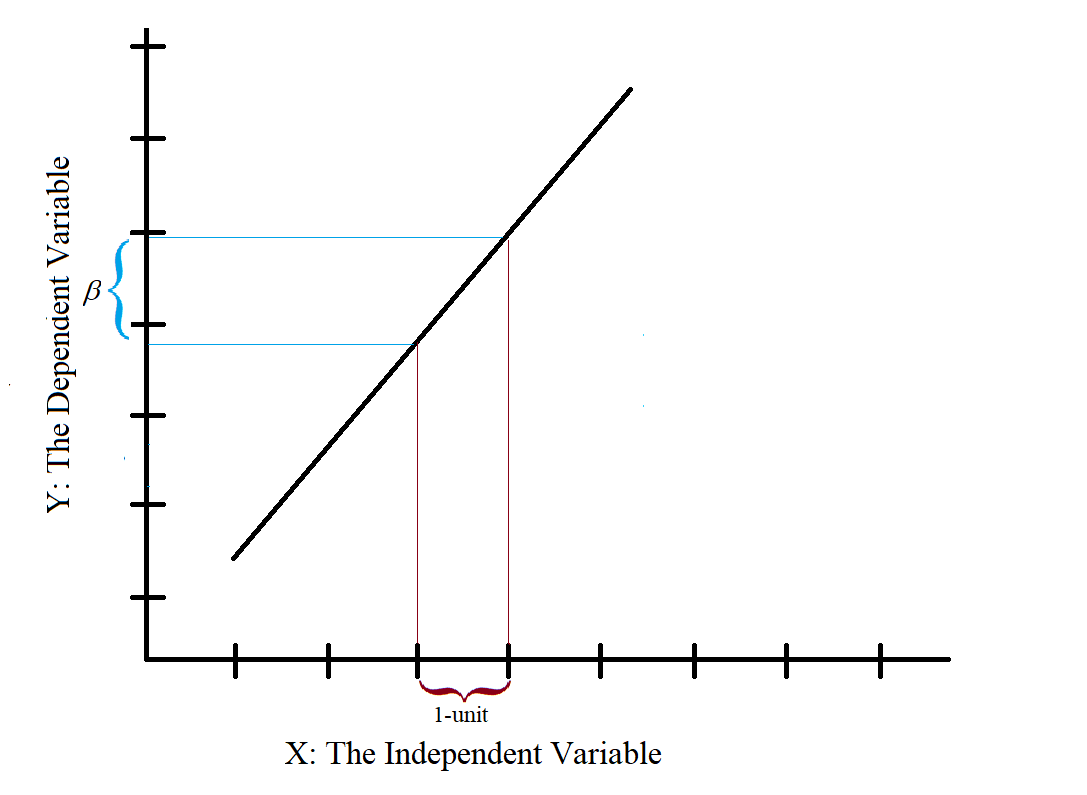 Y: The Dependent Variable
β
1-unit
X: The Independent Variable